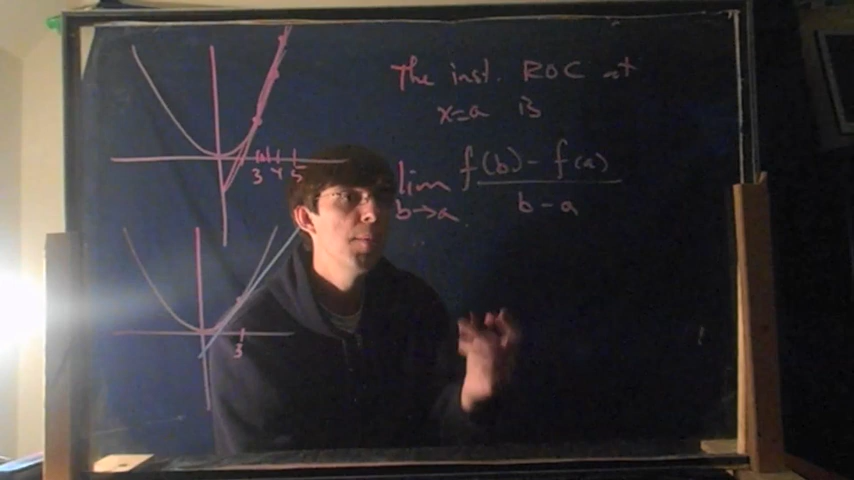 The inst. ROC at
x=a is
lim f(b) - f(a)
b→a b-a
3 4 5
3